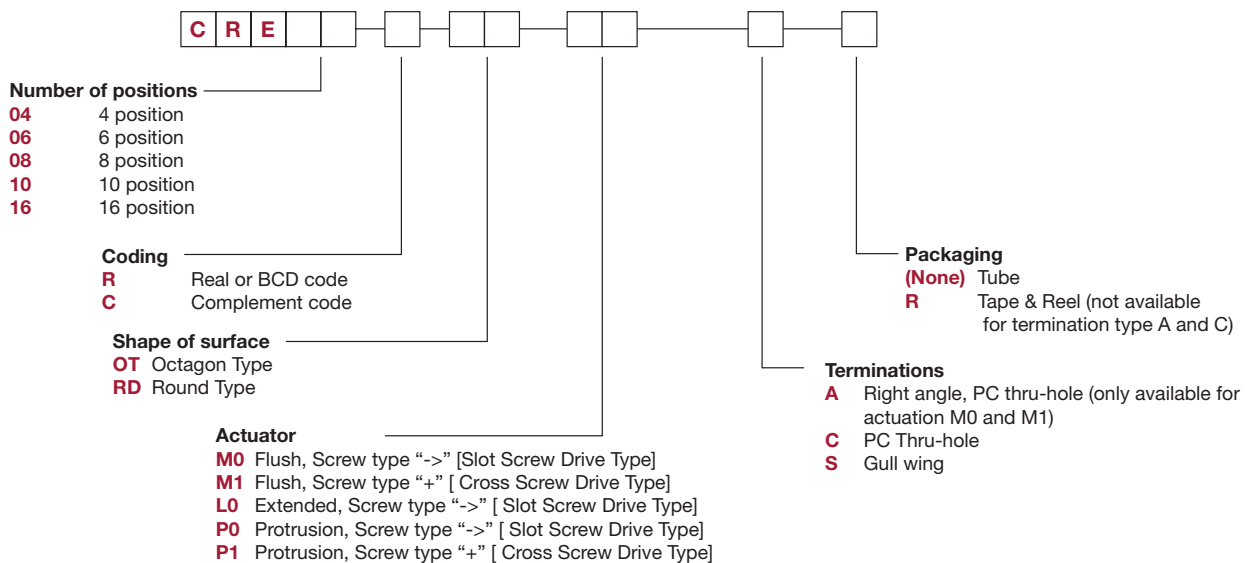 C R E
Number of positions
04 4 position
06 6 position
08 8 position
10 10 position
16 16 position
Coding
R Real or BCD code
C Complement code
Shape of surface
OT Octagon Type
RD Round Type
Actuator
M0 Flush, Screw type “->” [Slot Screw Drive Type]
M1 Flush, Screw type “+” [ Cross Screw Drive Type]
L0 Extended, Screw type “->” [ Slot Screw Drive Type]
P0 Protrusion, Screw type “->” [ Slot Screw Drive Type]
P1 Protrusion, Screw type “+” [ Cross Screw Drive Type]
Packaging
(None) Tube
R Tape & Reel (not available
for termination type A and C)
Terminations
A Right angle, PC thru-hole (only available for
actuation M0 and M1)
C PC Thru-hole
S Gull wing